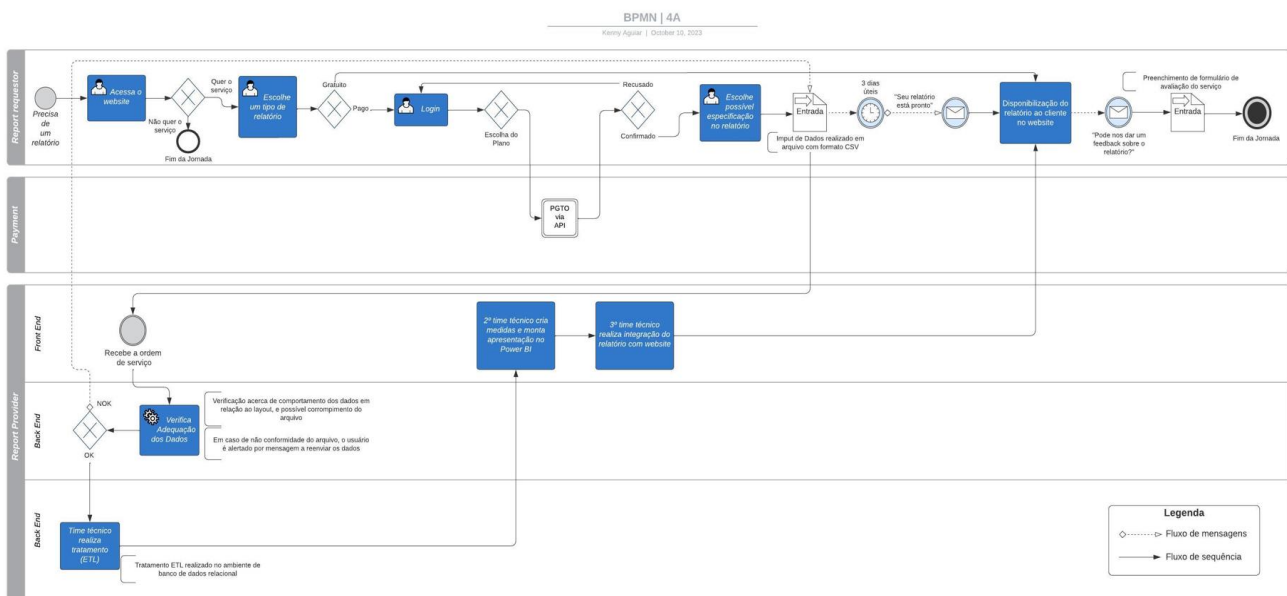 BPMN | 4A
Kenny Aguiar | October 10, 2023
Report requestor
Precisa
de
um
relatório
Acessa o
website
Quer o
serviço
Não quer o
serviço
Fim da Jornada
Escolhe
um tipo de
relatório
Gratuito
Pago
Login
Escolha do
Plano
Recusado
Confirmado
Escolhe
possível
especificação
no relatório
Entrada
Imput de Dados realizado em
arquivo com formato CSV
3 dias
úteis
"Seu relatório
está pronto"
Disponibilização do
relatório ao cliente
no website
"Pode nos dar um
feedback sobre o
relatório?"
Preenchimento de formulário de
avaliação do serviço
Entrada
Fim da Jornada
Payment
PGTO
via
API
Report Provider
Front End
Recebe a ordem
de serviço
2º time técnico cria
medidas e monta
apresentação no
Power BI
3º time técnico
realiza integração do
relatório com website
Back End
NOK
OK
Verifica
Adequação
dos Dados
Verificação acerca de comportamento dos dados em
relação ao layout, e possível corrompimento do
arquivo
Em caso de não conformidade do arquivo, o usuário
é alertado por mensagem a reenviar os dados
Back End
Time técnico
realiza
tratamento
(ETL)
Tratamento ETL realizado no ambiente de
banco de dados relacional
Legenda
Fluxo de mensagens
Fluxo de sequência